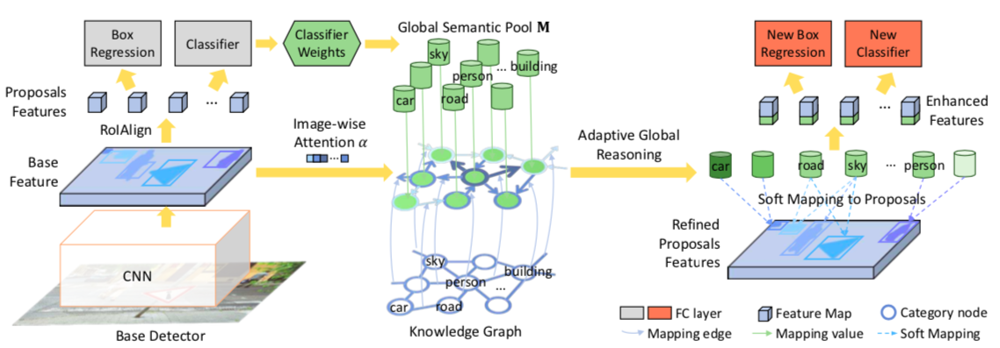 Box
Regression
Classifier
Classifier
Weights
Global Semantic Pool M
sky
... building
person
car
road
New Box
Regression
New
Classifier
Proposals
Features
...
RoIAlign
Image-wise
Attention α
...
Adaptive Global
Reasoning
...
Enhanced
Features
Base
Feature
car
road
sky
...
person
Soft Mapping to Proposals
Refined
Proposals
Features
CNN
Base Detector
sky
building
person
...
car
road
Knowledge Graph
FC layer
Feature Map
Category node
Mapping edge
Mapping value
Soft Mapping